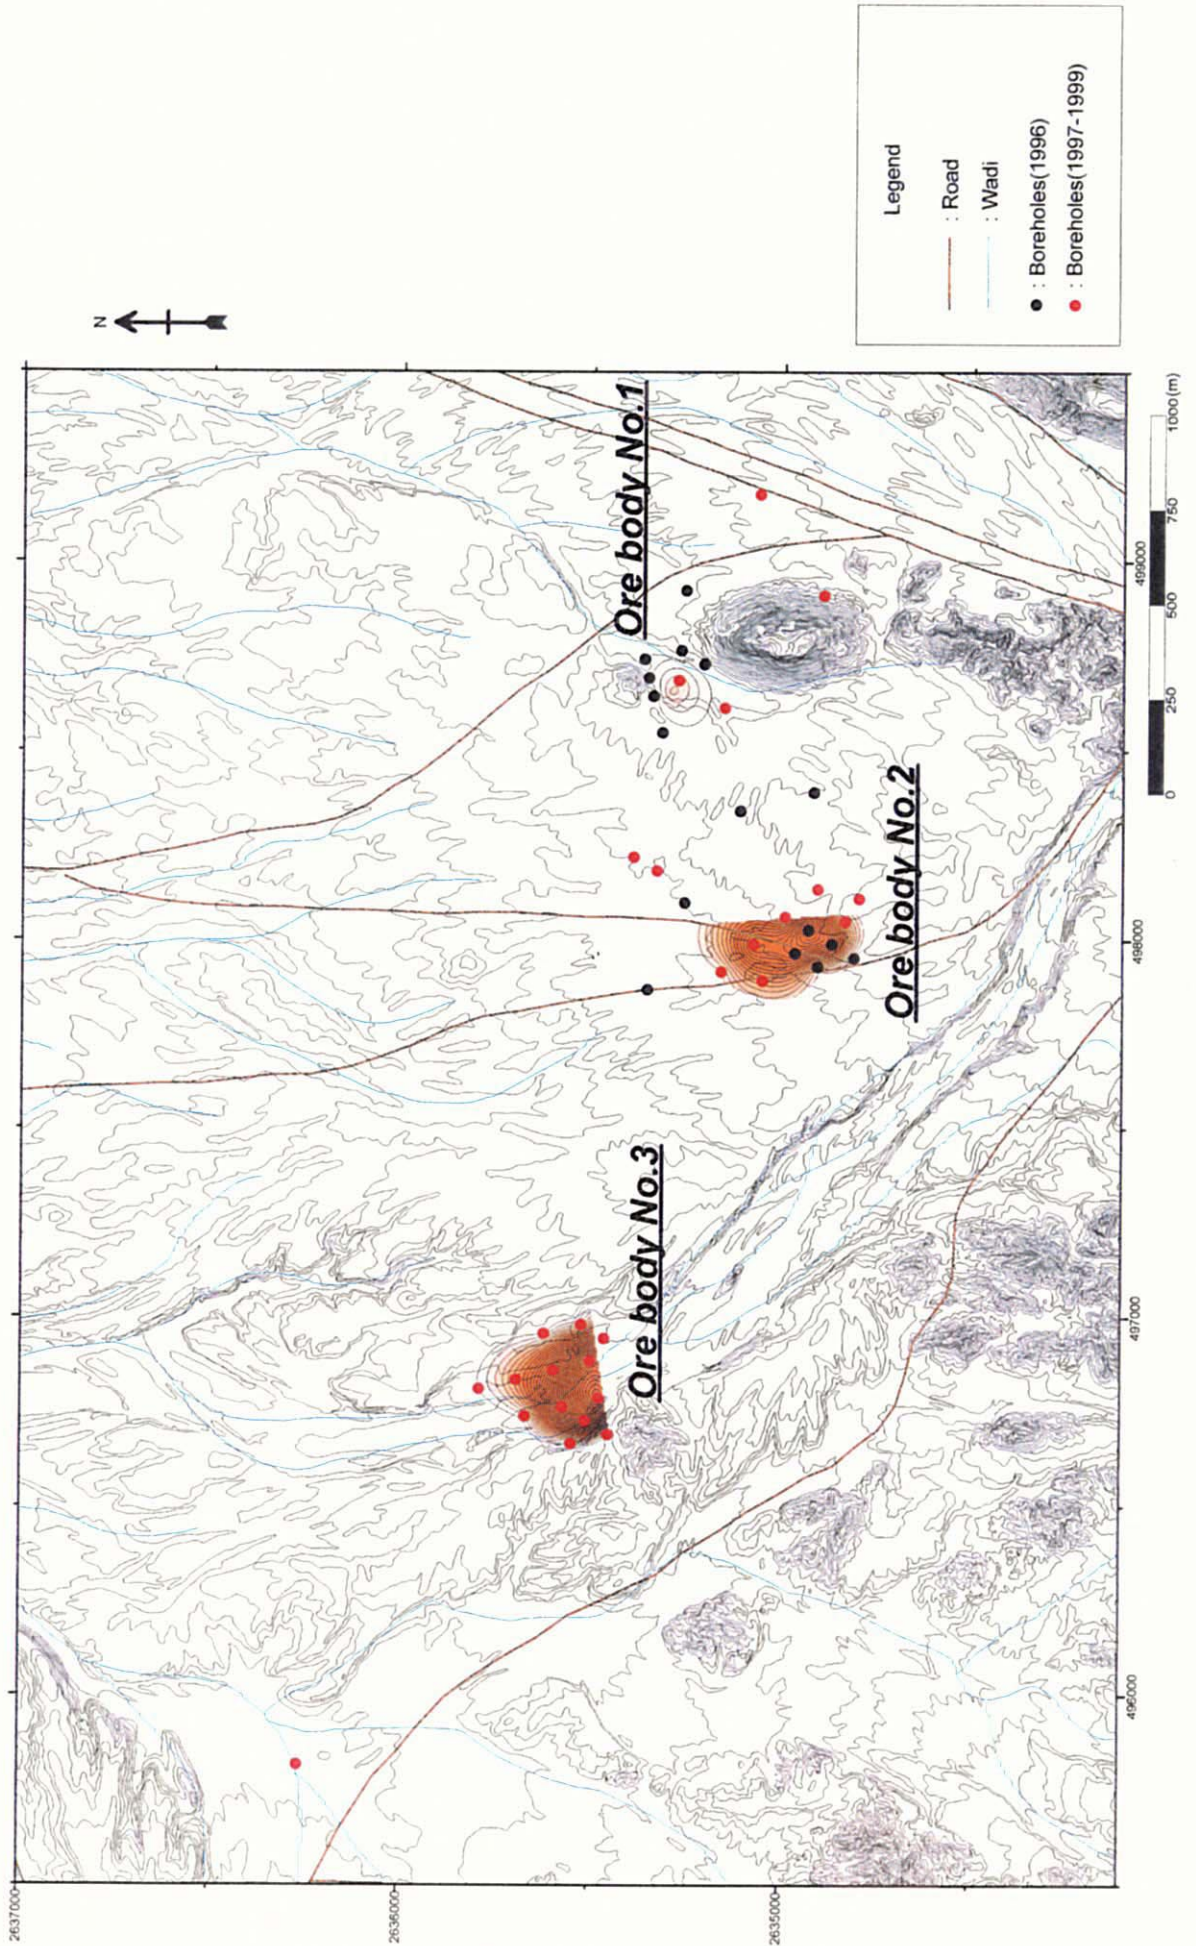 N
Ore body No.1
Ore body No.2
Ore body No.3
2637000
2636000
2635000
496000
497000
498000
499000
0 250 500 750 1000(m)
Legend
: Road
: Wadi
: Boreholes(1996)
: Boreholes(1997-1999)